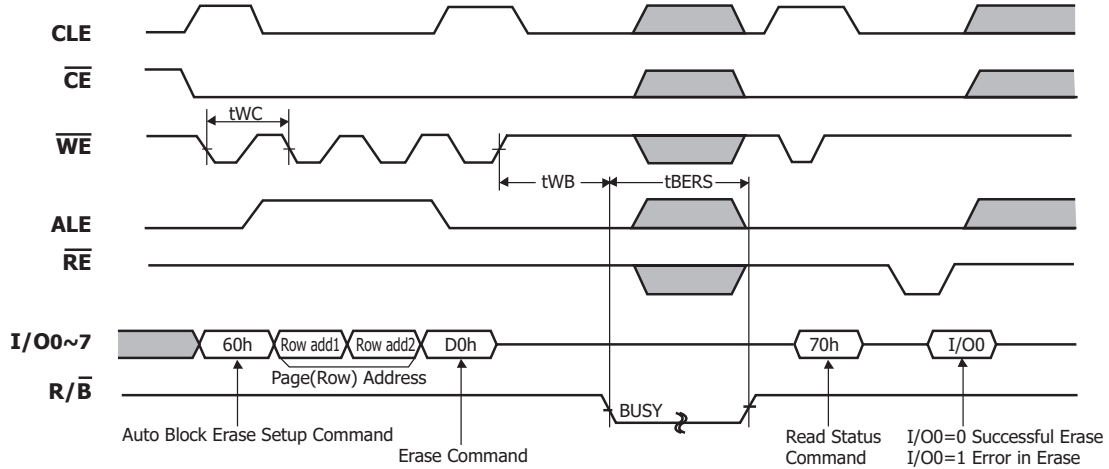 CLE
CE
tWC
WE
tWB
tBERS
ALE
RE
I/O0~7
60h
Row add1
Row add2
D0h
70h
I/O0
Page(Row) Address
R/B
BUSY
Auto Block Erase Setup Command
Erase Command
Read Status
Command
I/O0=0 Successful Erase
I/O0=1 Error in Erase